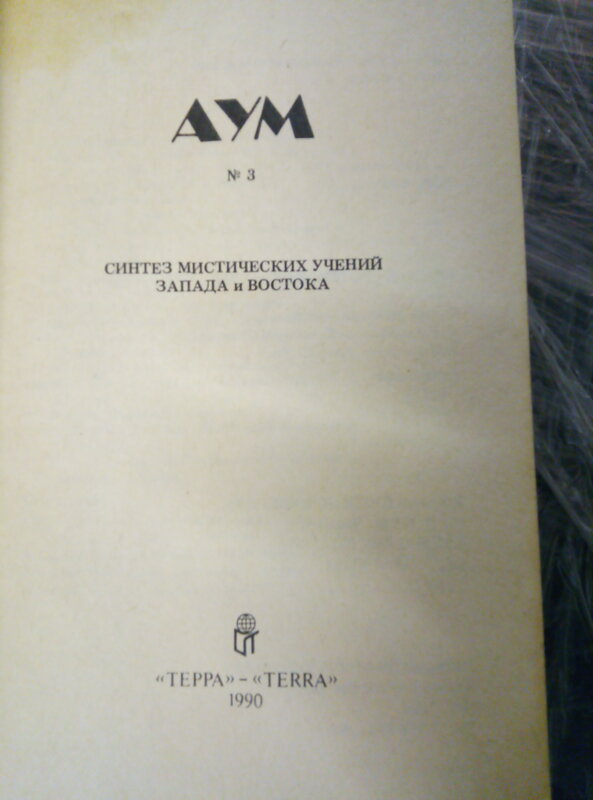 АУМ
№ 3
СИНТЕЗ МИСТИЧЕСКИХ УЧЕНИЙ
ЗАПАДА и ВОСТОКА
«ТЕРРА» – «TERRA»
1990